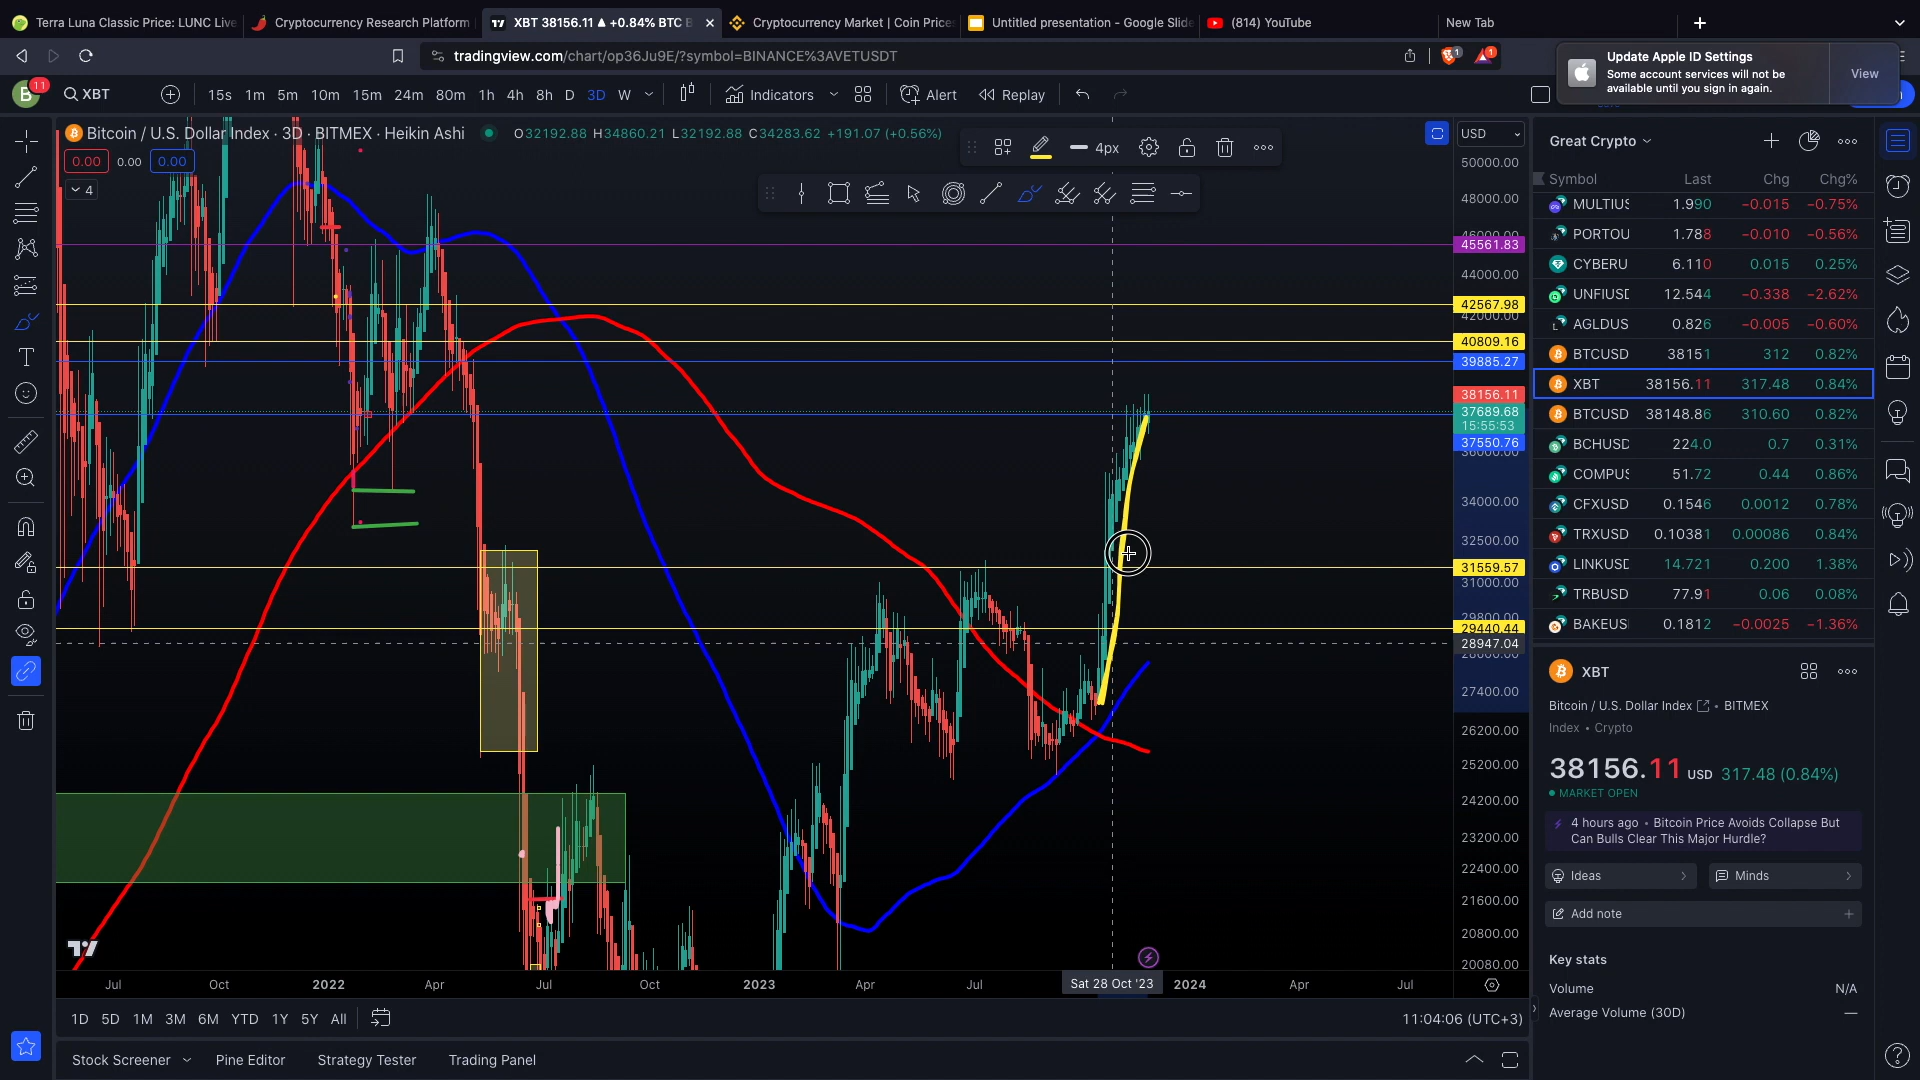 Terra Luna Classic Price: LUNC Live
Cryptocurrency Research Platform
XBT 38156.11 ▲ +0.84% BTC B
Cryptocurrency Market | Coin Price
Untitled presentation - Google Slide
(814) YouTube
New Tab
tradingview.com/chart/op36Ju9E/?symbol=BINANCE%3AVETUSDT
1
1
Update Apple ID Settings
Some account services will not be
available until you sign in again.
View
B
11
XBT
15s
1m
5m
10m
15m
24m
80m
1h
4h
8h
D
3D
W
Indicators
Alert
Replay
Bitcoin / U.S. Dollar Index · 3D · BITMEX · Heikin Ashi
O32192.88 H34860.21 L32192.88 C34283.62 +191.07 (+0.56%)
0.00
0.00
0.00
4
4px
USD
50000.00
48000.00
46000.00
45561.83
44000.00
42567.98
42000.00
40809.16
39885.27
38156.11
37689.68
15:55:53
37550.76
36000.00
34000.00
32500.00
31559.57
31000.00
29800.00
29440.44
28947.04
27400.00
26200.00
25200.00
24200.00
23200.00
22400.00
21600.00
20800.00
20080.00
Jul
Oct
2022
Apr
Jul
Oct
2023
Apr
Jul
Sat 28 Oct '23
2024
Apr
Jul
1D
5D
1M
3M
6M
YTD
1Y
5Y
All
11:04:06 (UTC+3)
Stock Screener
Pine Editor
Strategy Tester
Trading Panel
Great Crypto
Symbol Last Chg Chg%
MULTIUS 1.990 −0.015 −0.75%
PORTOU 1.788 −0.010 −0.56%
CYBERU 6.110 0.015 0.25%
UNFIUSD 12.544 −0.338 −2.62%
AGLDUS 0.826 −0.005 −0.60%
BTCUSD 38151 312 0.82%
XBT 38156.11 317.48 0.84%
BTCUSD 38148.86 310.60 0.82%
BCHUSD 224.0 0.7 0.31%
COMPUS 51.72 0.44 0.86%
CFXUSD 0.1546 0.0012 0.78%
TRXUSD 0.10381 0.00086 0.84%
LINKUSD 14.721 0.200 1.38%
TRBUSD 77.91 0.06 0.08%
BAKEUS 0.1812 −0.0025 −1.36%
XBT
Bitcoin / U.S. Dollar Index • BITMEX
Index • Crypto
38156.11 USD 317.48 (0.84%)
MARKET OPEN
4 hours ago • Bitcoin Price Avoids Collapse But
Can Bulls Clear This Major Hurdle?
Ideas
Minds
Add note
Key stats
Volume N/A
Average Volume (30D) —